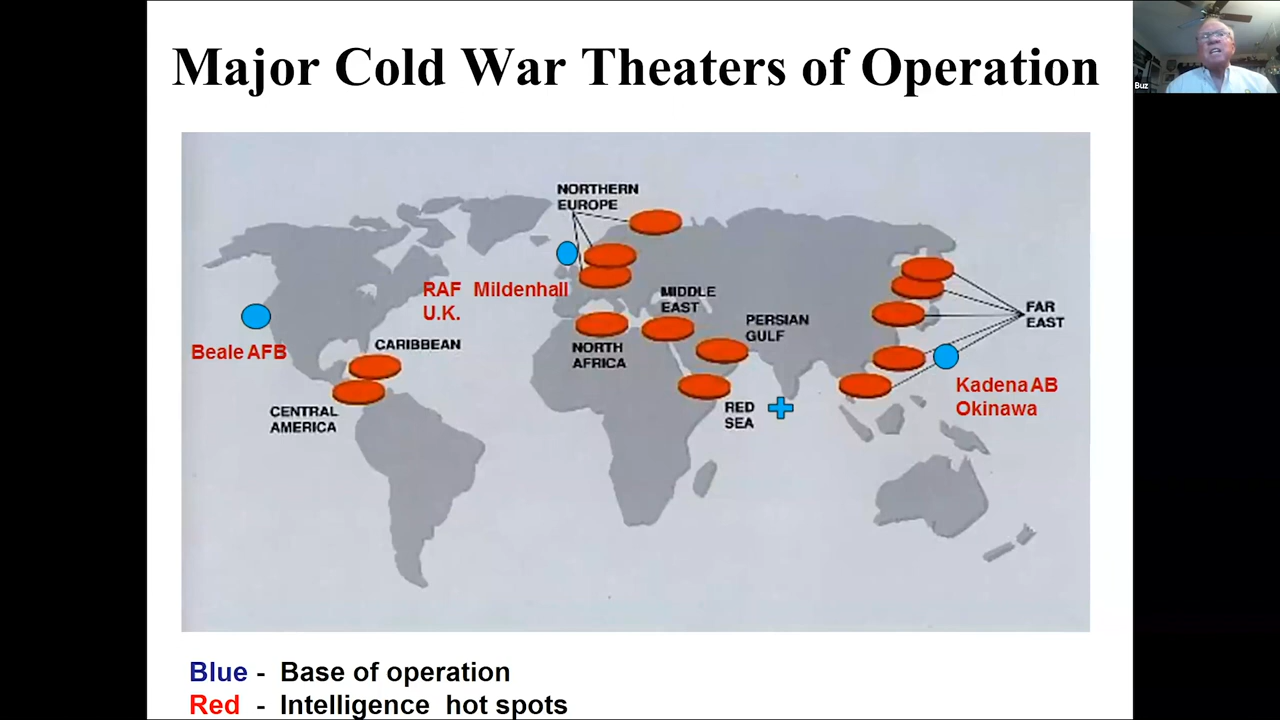 Major Cold War Theaters of Operation
Buz
NORTHERN
EUROPE
RAF Mildenhall
U.K.
MIDDLE
EAST
PERSIAN
GULF
FAR
EAST
Beale AFB
CARIBBEAN
NORTH
AFRICA
Kadena AB
Okinawa
CENTRAL
AMERICA
RED
SEA
Blue - Base of operation
Red - Intelligence hot spots